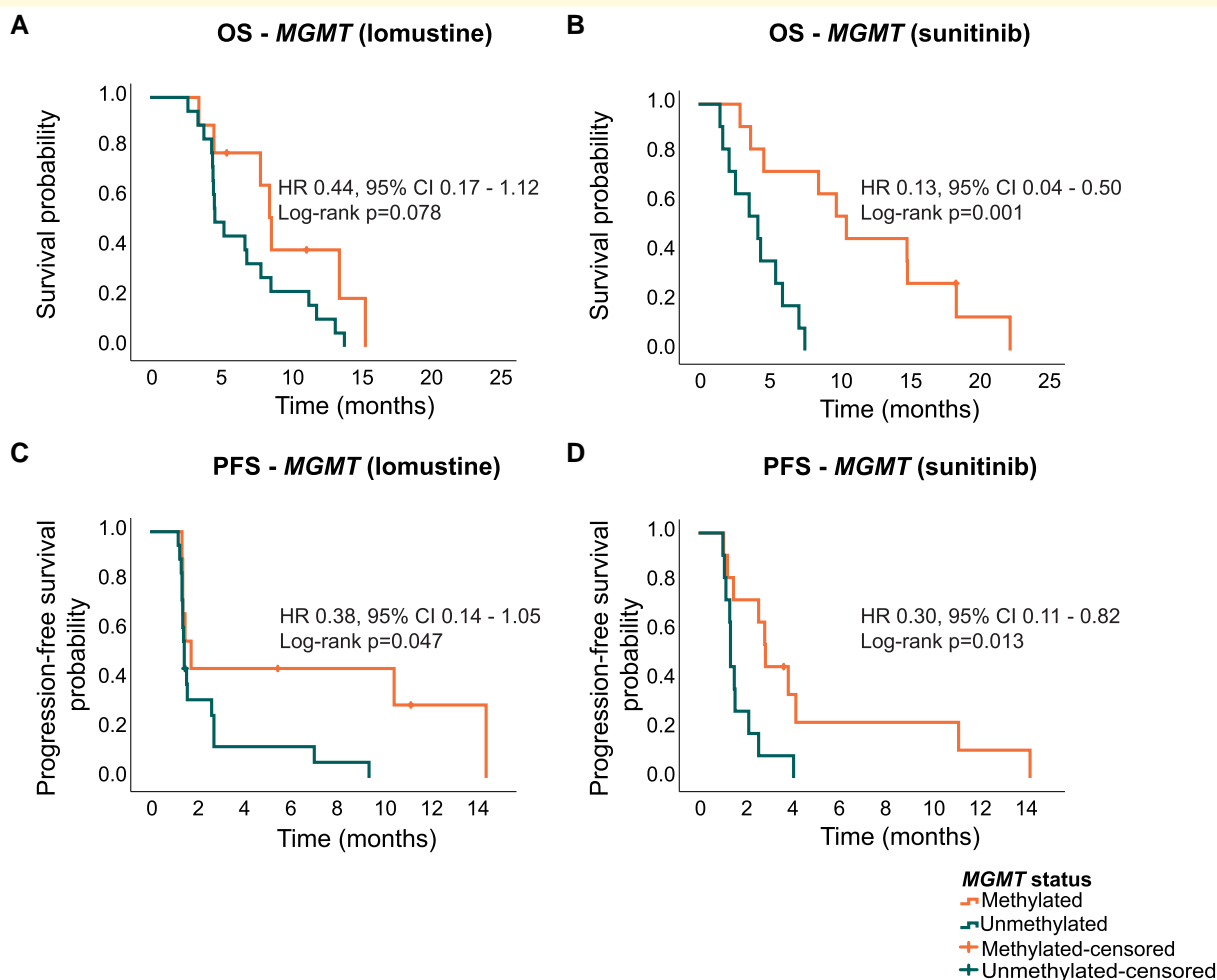 A
OS - MGMT (lomustine)
Survival probability
1.0
0.8
0.6
0.4
0.2
0.0
HR 0.44, 95% CI 0.17 - 1.12
Log-rank p=0.078
0 5 10 15 20 25
Time (months)
B
OS - MGMT (sunitinib)
Survival probability
1.0
0.8
0.6
0.4
0.2
0.0
HR 0.13, 95% CI 0.04 - 0.50
Log-rank p=0.001
0 5 10 15 20 25
Time (months)
C
PFS - MGMT (lomustine)
Progression-free survival
probability
1.0
0.8
0.6
0.4
0.2
0.0
HR 0.38, 95% CI 0.14 - 1.05
Log-rank p=0.047
0 2 4 6 8 10 12 14
Time (months)
D
PFS - MGMT (sunitinib)
Progression-free survival
probability
1.0
0.8
0.6
0.4
0.2
0.0
HR 0.30, 95% CI 0.11 - 0.82
Log-rank p=0.013
0 2 4 6 8 10 12 14
Time (months)
MGMT status
Methylated
Unmethylated
Methylated-censored
Unmethylated-censored